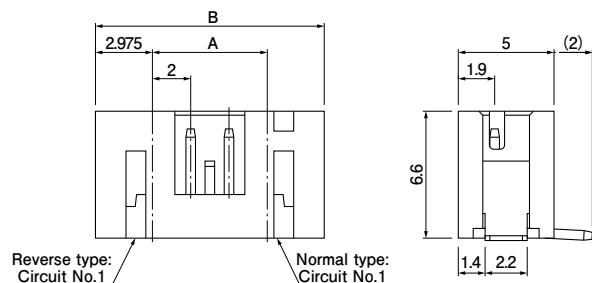 B
2.975
A
2
5
(2)
1.9
6.6
1.4
2.2
Reverse type:
Circuit No.1
Normal type:
Circuit No.1